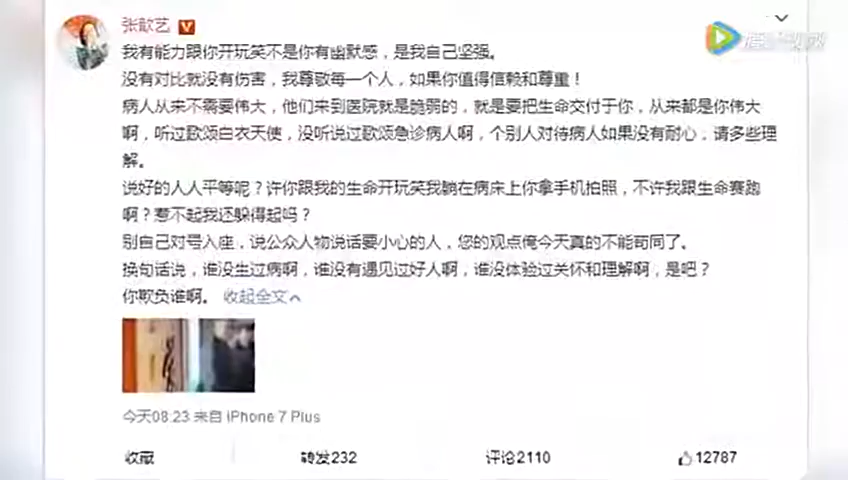 张歆艺
我有能力跟你开玩笑不是你有幽默感，是我自己坚强。
没有对比就没有伤害，我尊敬每一个人，如果你值得信赖和尊重！
病人从来不需要伟大，他们来到医院就是脆弱的，就是要把生命交付于你，从来都是你伟大
啊，听过歌颂白衣天使，没听说过歌颂急诊病人啊，个别人对待病人如果没有耐心，请多些理
解。
说好的人人平等呢？许你跟我的生命开玩笑我躺在病床上你拿手机拍照，不许我跟生命赛跑
啊？惹不起我还躲得起吗？
别自己对号入座，说公众人物说话要小心的人，您的观点俺今天真的不能苟同了。
换句话说，谁没生过病啊，谁没有遇见过好人啊，谁没体验过关怀和理解啊，是吧？
你欺负谁啊。 收起全文
今天08:23 来自 iPhone 7 Plus
收藏
转发232
评论2110
12787